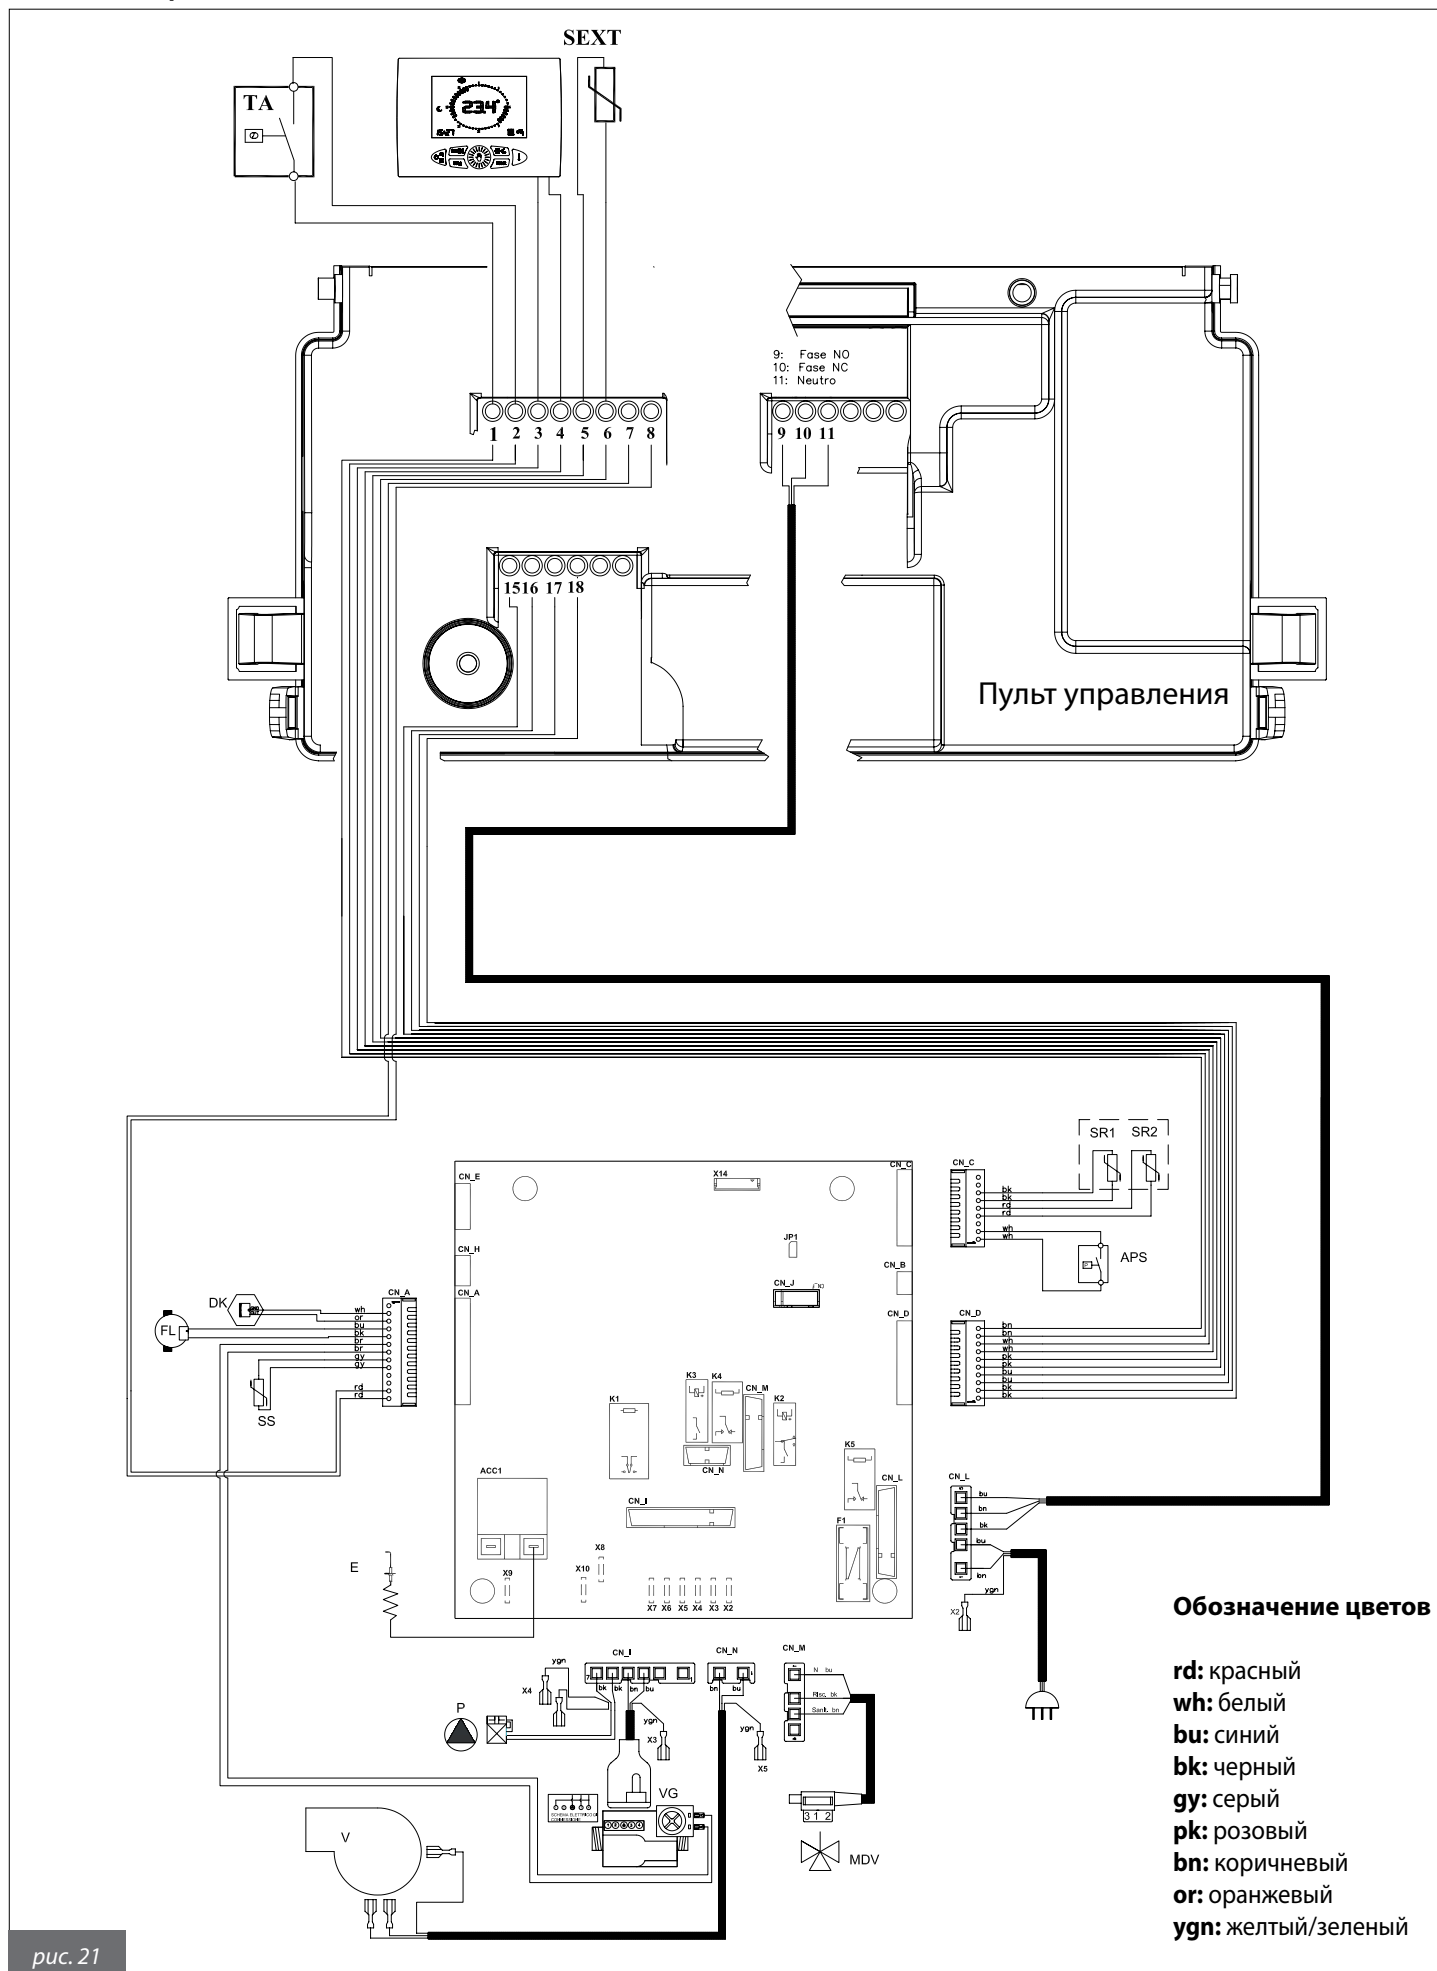 SEXT
TA
23.4°
9: Fase NO
10: Fase NC
11: Neutro
1 2 3 4 5 6 7 8
9 10 11
15 16 17 18
Пульт управления
SR1 SR2
CN_E
X14
CN_C
CN_C
bk
bk
rd
rd
wh
wh
APS
JP1
CN_H
CN_B
CN_J
CN_A
CN_A
CN_D
CN_D
DK
FL
SS
wh
or
bu
bk
br
br
gy
gy
rd
rd
bn
bn
wh
wh
pk
pk
bu
bu
bk
bk
K3 K4 CN_M K2
K1
CN_N
K5
CN_L
CN_L
ACC1
CN_I
F1
bu
bn
bk
bu
bn
ygn
X2
E
X8
X9
X10
X7 X6 X5 X4 X3 X2
Обозначение цветов
rd: красный
wh: белый
bu: синий
bk: черный
gy: серый
pk: розовый
bn: коричневый
or: оранжевый
ygn: желтый/зеленый
CN_I
CN_N
CN_M
ygn
X4
7
bk bk bn bu
bn bu
N bu
Risc. bk
Sanit. bn
P
ygn
X3
ygn
X5
VG
SCHEMA ELETTRICO DI
CONNESSIONE
3 1 2
MDV
V
рис. 21